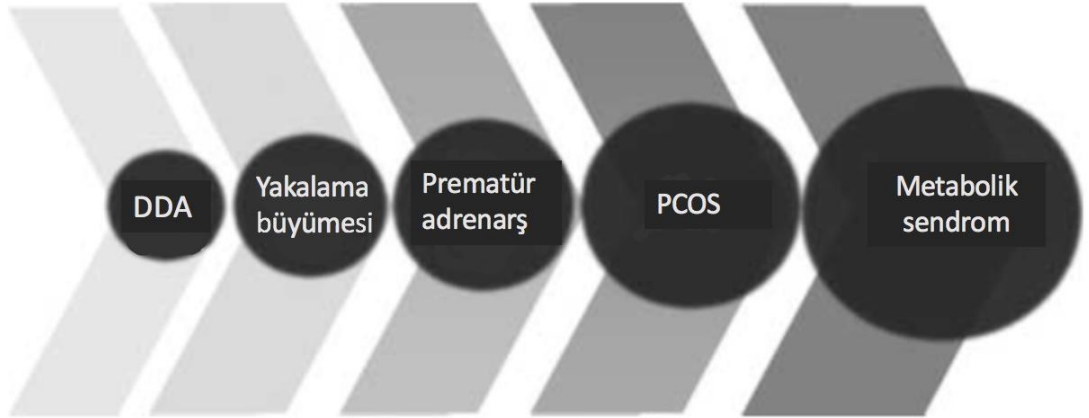 DDA
Yakalama
büyümesi
Prematür
adrenarş
PCOS
Metabolik
sendrom